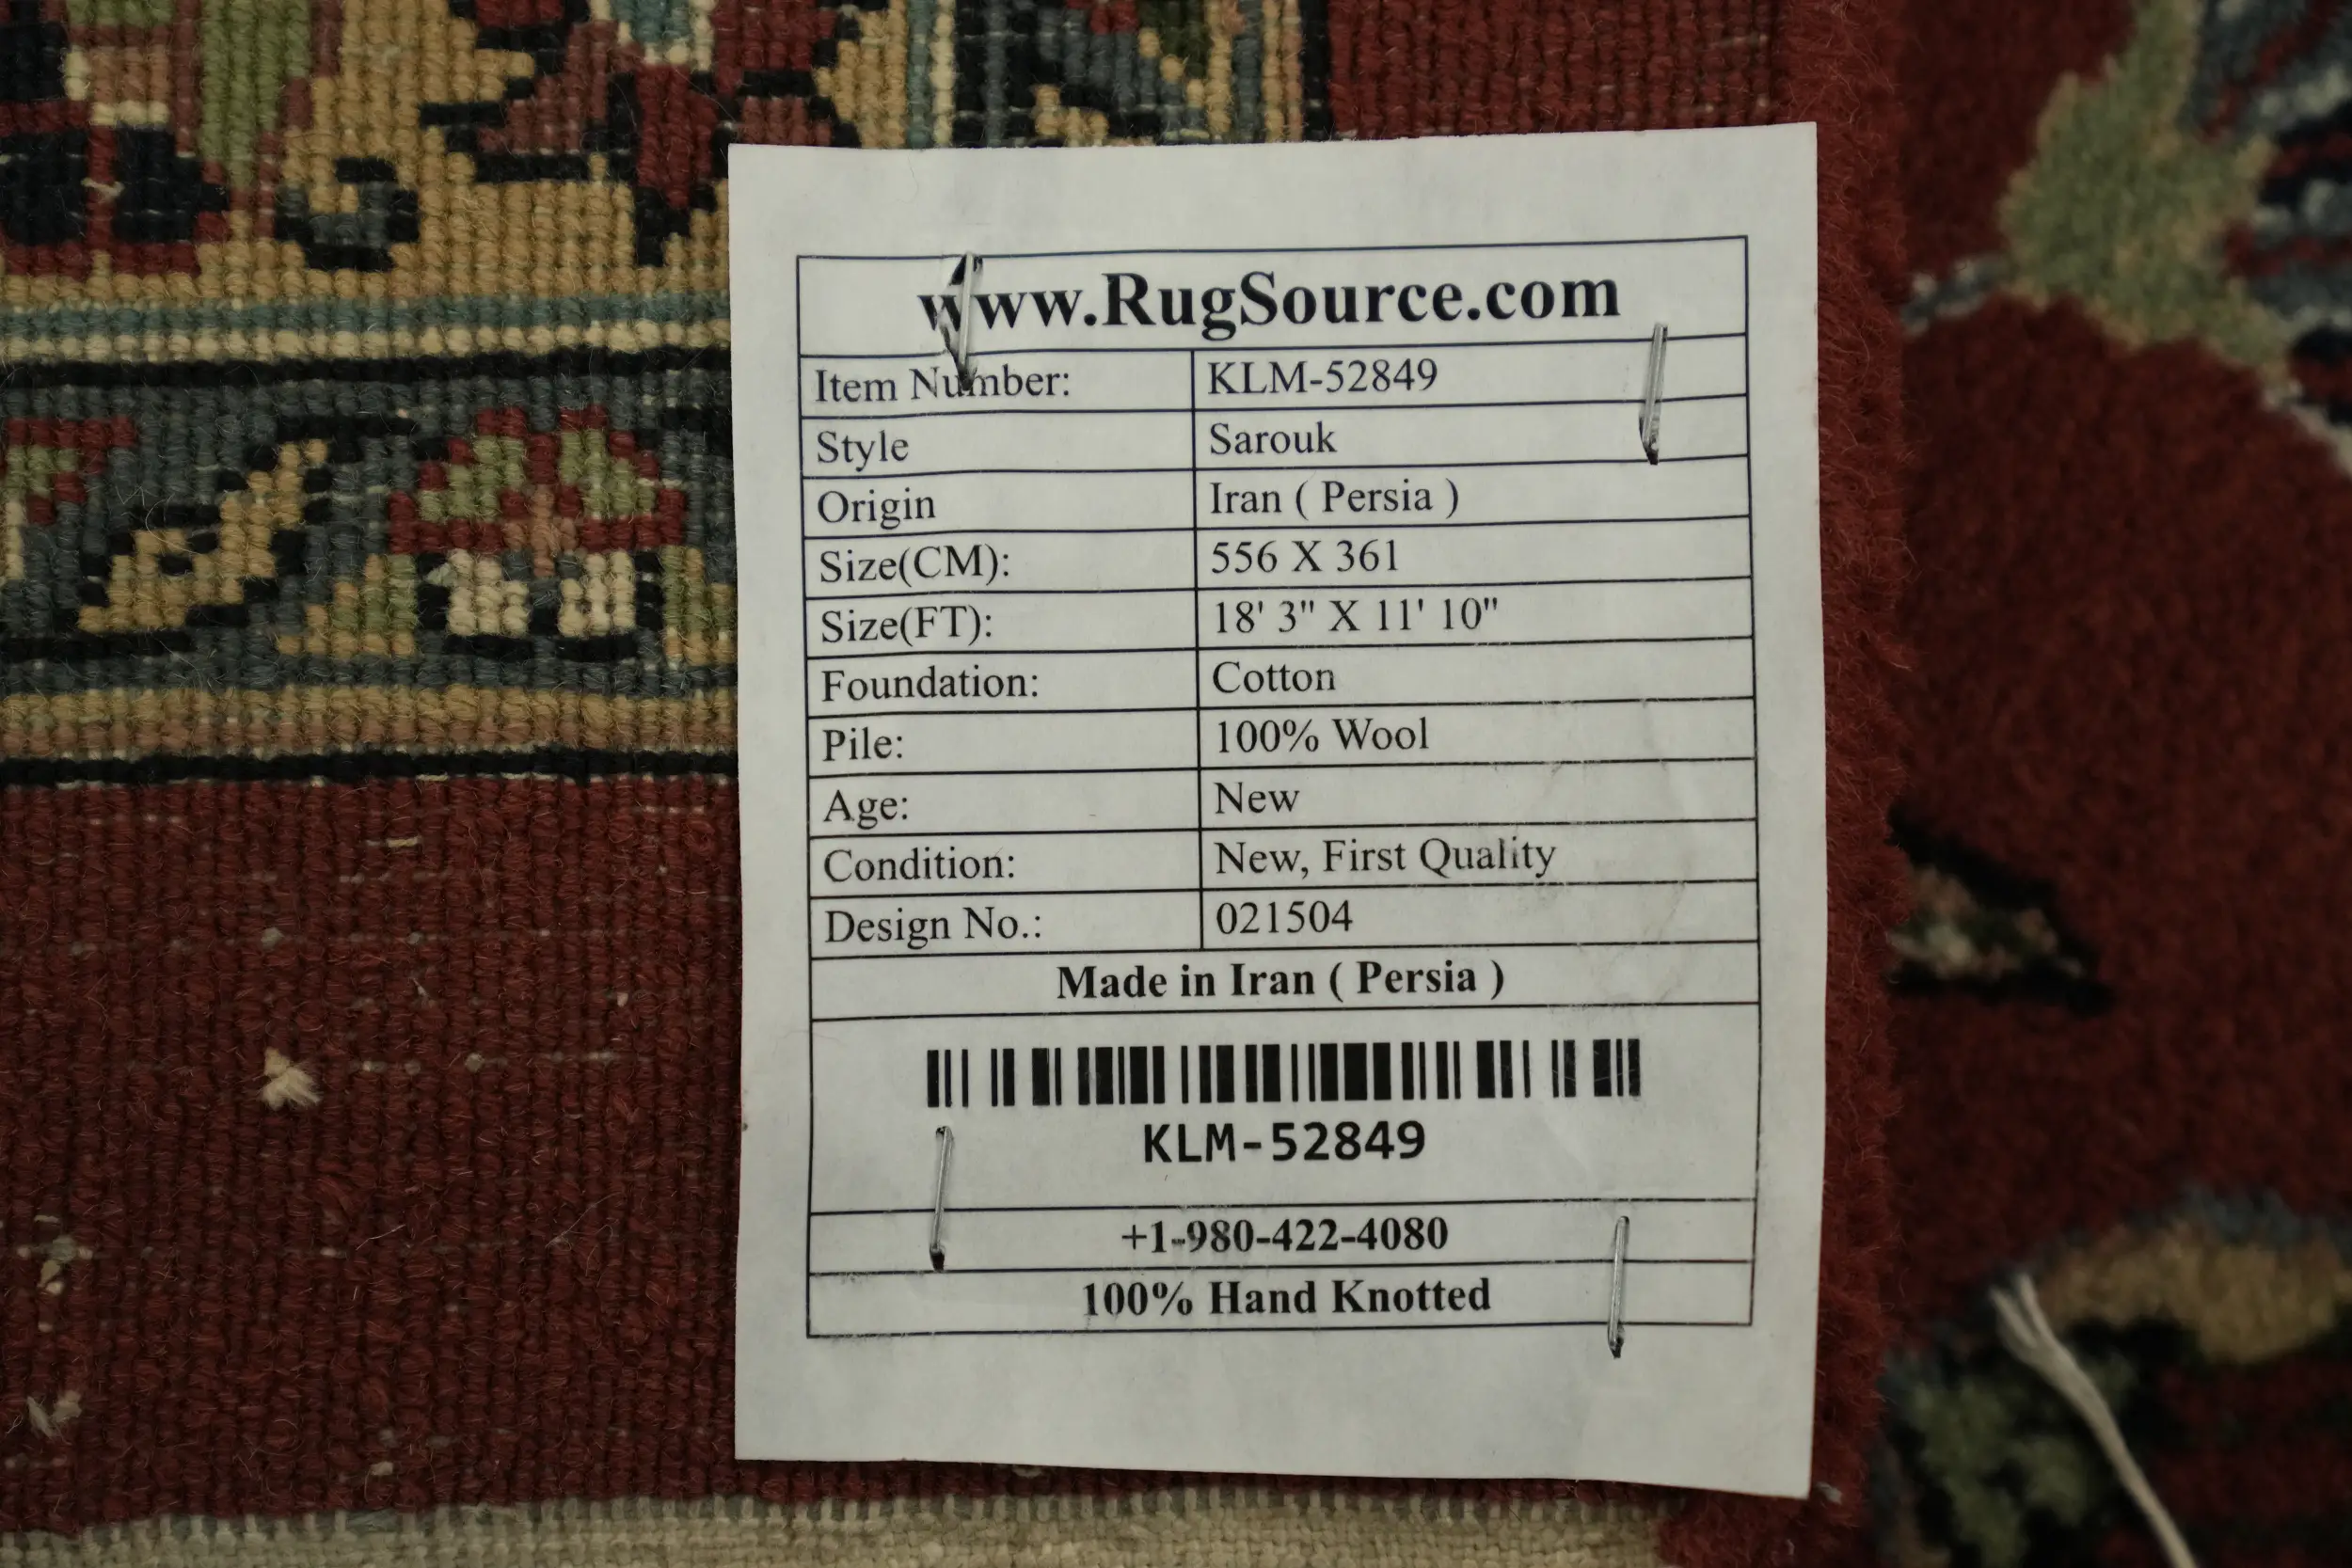 www.RugSource.com
Item Number: KLM-52849
Style Sarouk
Origin Iran ( Persia )
Size(CM): 556 X 361
Size(FT): 18' 3" X 11' 10"
Foundation: Cotton
Pile: 100% Wool
Age: New
Condition: New, First Quality
Design No.: 021504
Made in Iran ( Persia )
KLM-52849
+1-980-422-4080
100% Hand Knotted